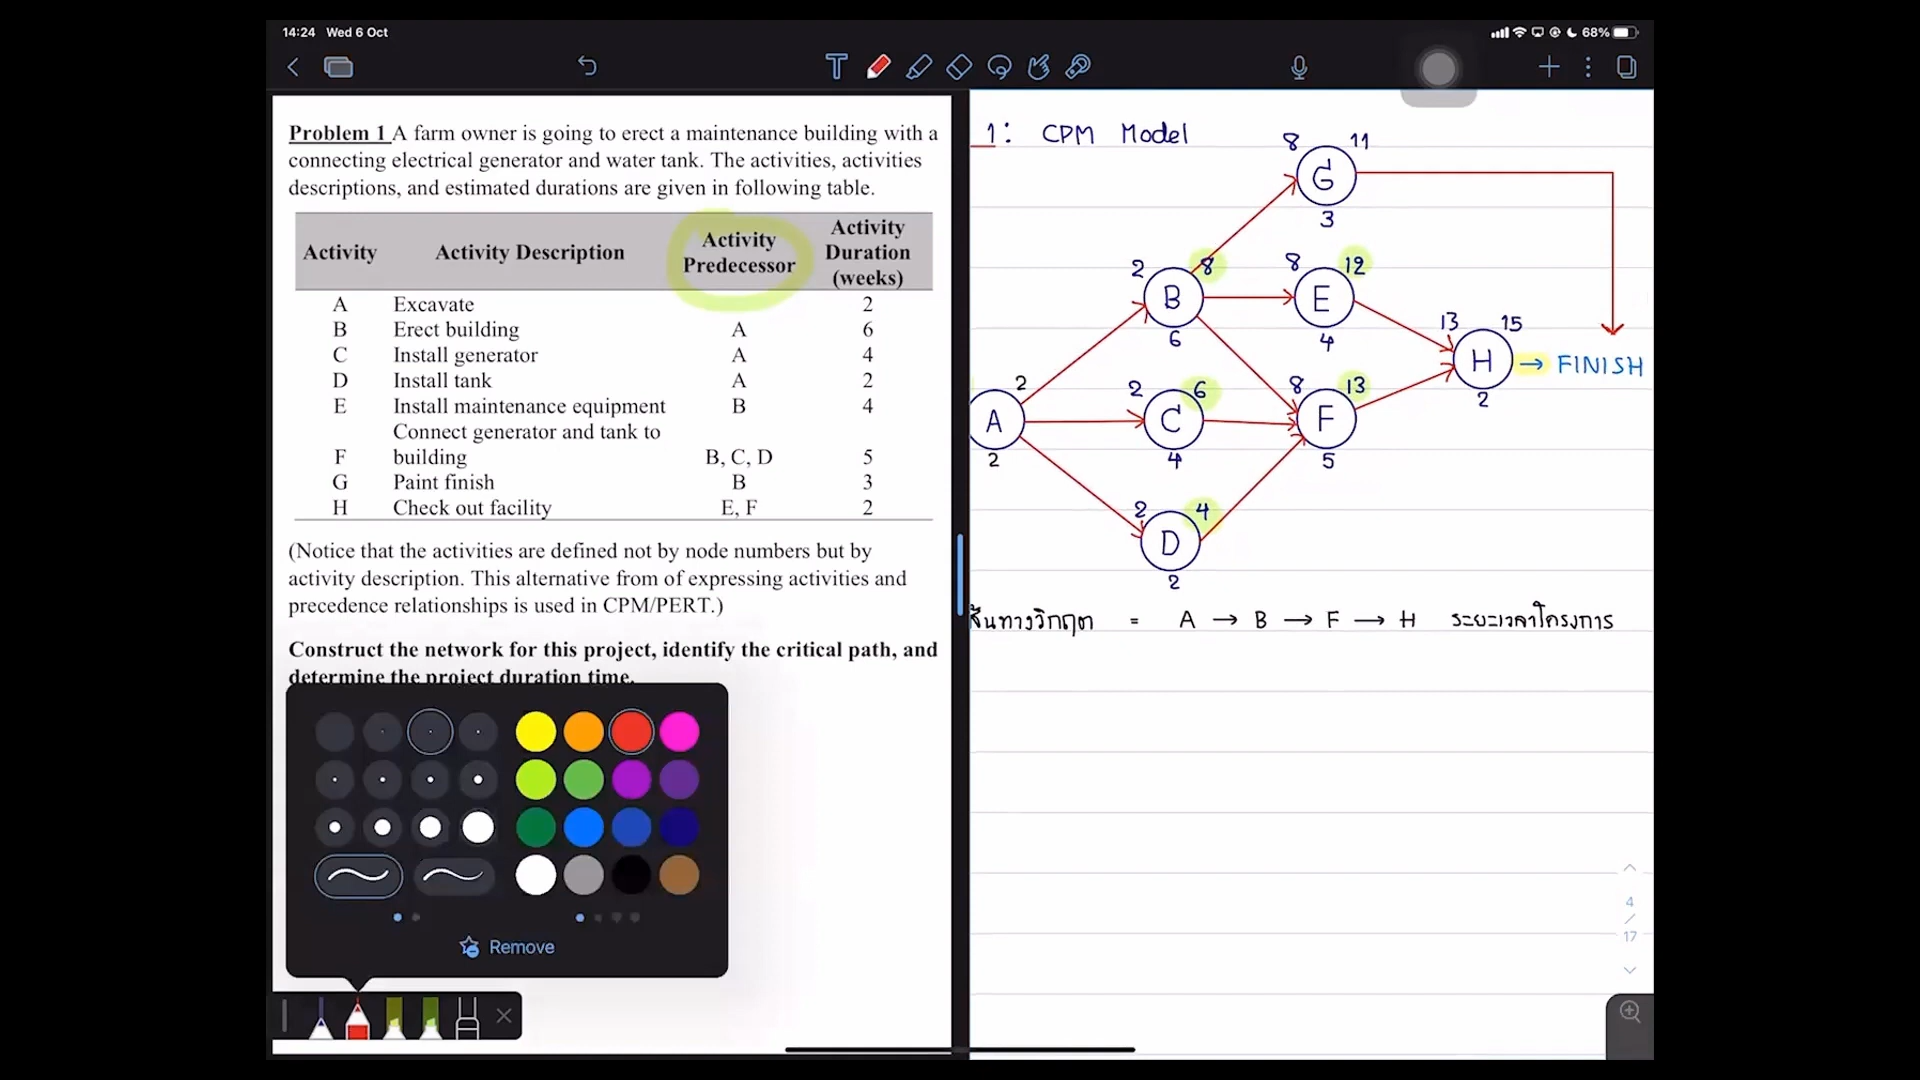 14:24 Wed 6 Oct
68%
Problem 1 A farm owner is going to erect a maintenance building with a
connecting electrical generator and water tank. The activities, activities
descriptions, and estimated durations are given in following table.
Activity Activity Description Activity Predecessor Activity Duration (weeks)
A Excavate 2
B Erect building A 6
C Install generator A 4
D Install tank A 2
E Install maintenance equipment B 4
Connect generator and tank to
F building B, C, D 5
G Paint finish B 3
H Check out facility E, F 2
(Notice that the activities are defined not by node numbers but by
activity description. This alternative from of expressing activities and
precedence relationships is used in CPM/PERT.)
Construct the network for this project, identify the critical path, and
determine the project duration time.
Remove
1: CPM Model
8 11
G
3
2 8
B
6
8 12
E
4
13 15
H → FINISH
2
2
A
2
2 6
C
4
8 13
F
5
2 4
D
2
เส้นทางวิกฤต = A → B → F → H ระยะเวลาโครงการ
4
/
17